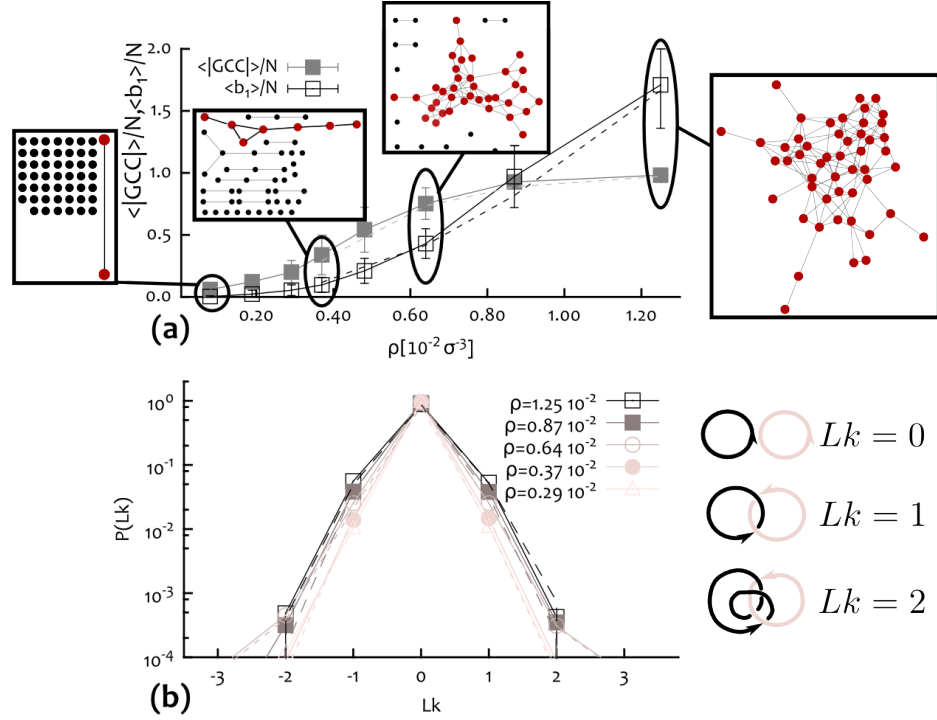 <|GCC|>/N,<b₁>/N
<|GCC|>/N
<b₁>/N
2.0
1.5
1.0
0.5
0.0
0.20
0.40
0.60
0.80
1.00
1.20
(a)
ρ[10⁻² σ⁻³]
P(Lk)
10⁰
10⁻¹
10⁻²
10⁻³
10⁻⁴
ρ=1.25 10⁻²
ρ=0.87 10⁻²
ρ=0.64 10⁻²
ρ=0.37 10⁻²
ρ=0.29 10⁻²
-3 -2 -1 0 1 2 3
(b)
Lk
Lk = 0
Lk = 1
Lk = 2